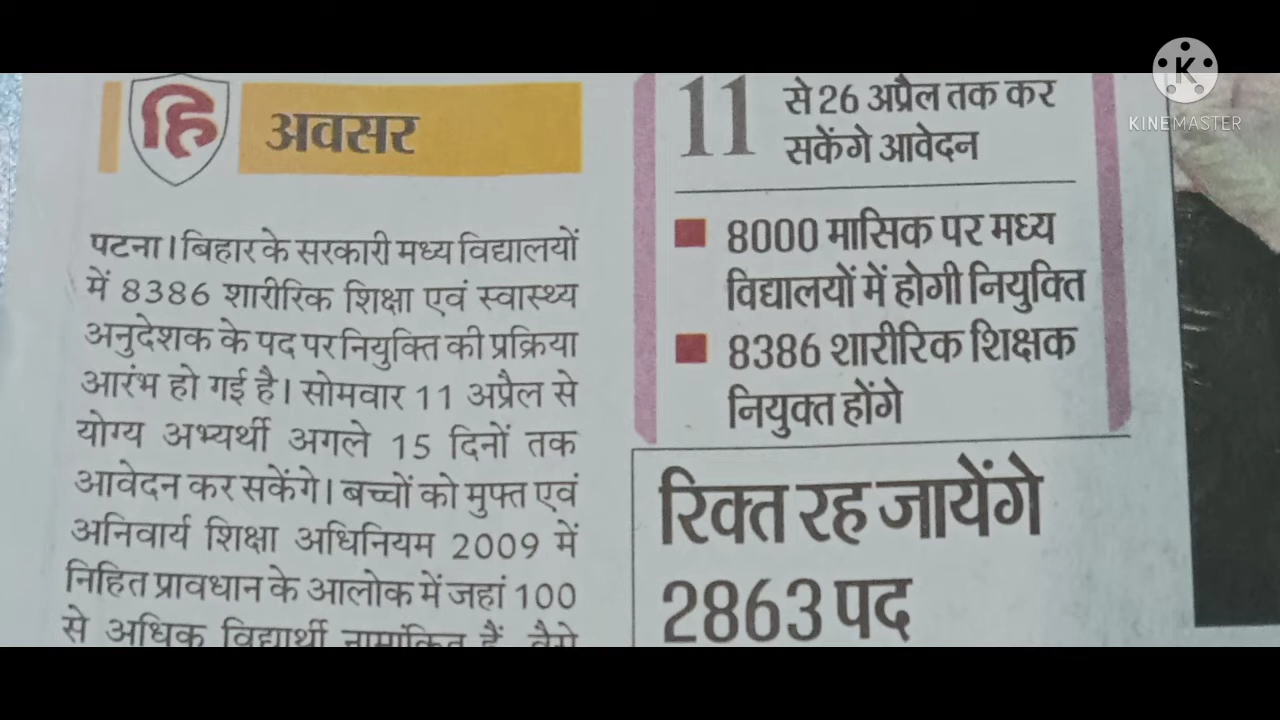 हि
अवसर
पटना। बिहार के सरकारी मध्य विद्यालयों
में 8386 शारीरिक शिक्षा एवं स्वास्थ्य
अनुदेशक के पद पर नियुक्ति की प्रक्रिया
आरंभ हो गई है। सोमवार 11 अप्रैल से
योग्य अभ्यर्थी अगले 15 दिनों तक
आवेदन कर सकेंगे। बच्चों को मुफ्त एवं
अनिवार्य शिक्षा अधिनियम 2009 में
निहित प्रावधान के आलोक में जहां 100
से अधिक विद्यार्थी नामांकित हैं, वैसे
11 से 26 अप्रैल तक कर
सकेंगे आवेदन
8000 मासिक पर मध्य
विद्यालयों में होगी नियुक्ति
8386 शारीरिक शिक्षक
नियुक्त होंगे
रिक्त रह जायेंगे
2863 पद
K
KINEMASTER